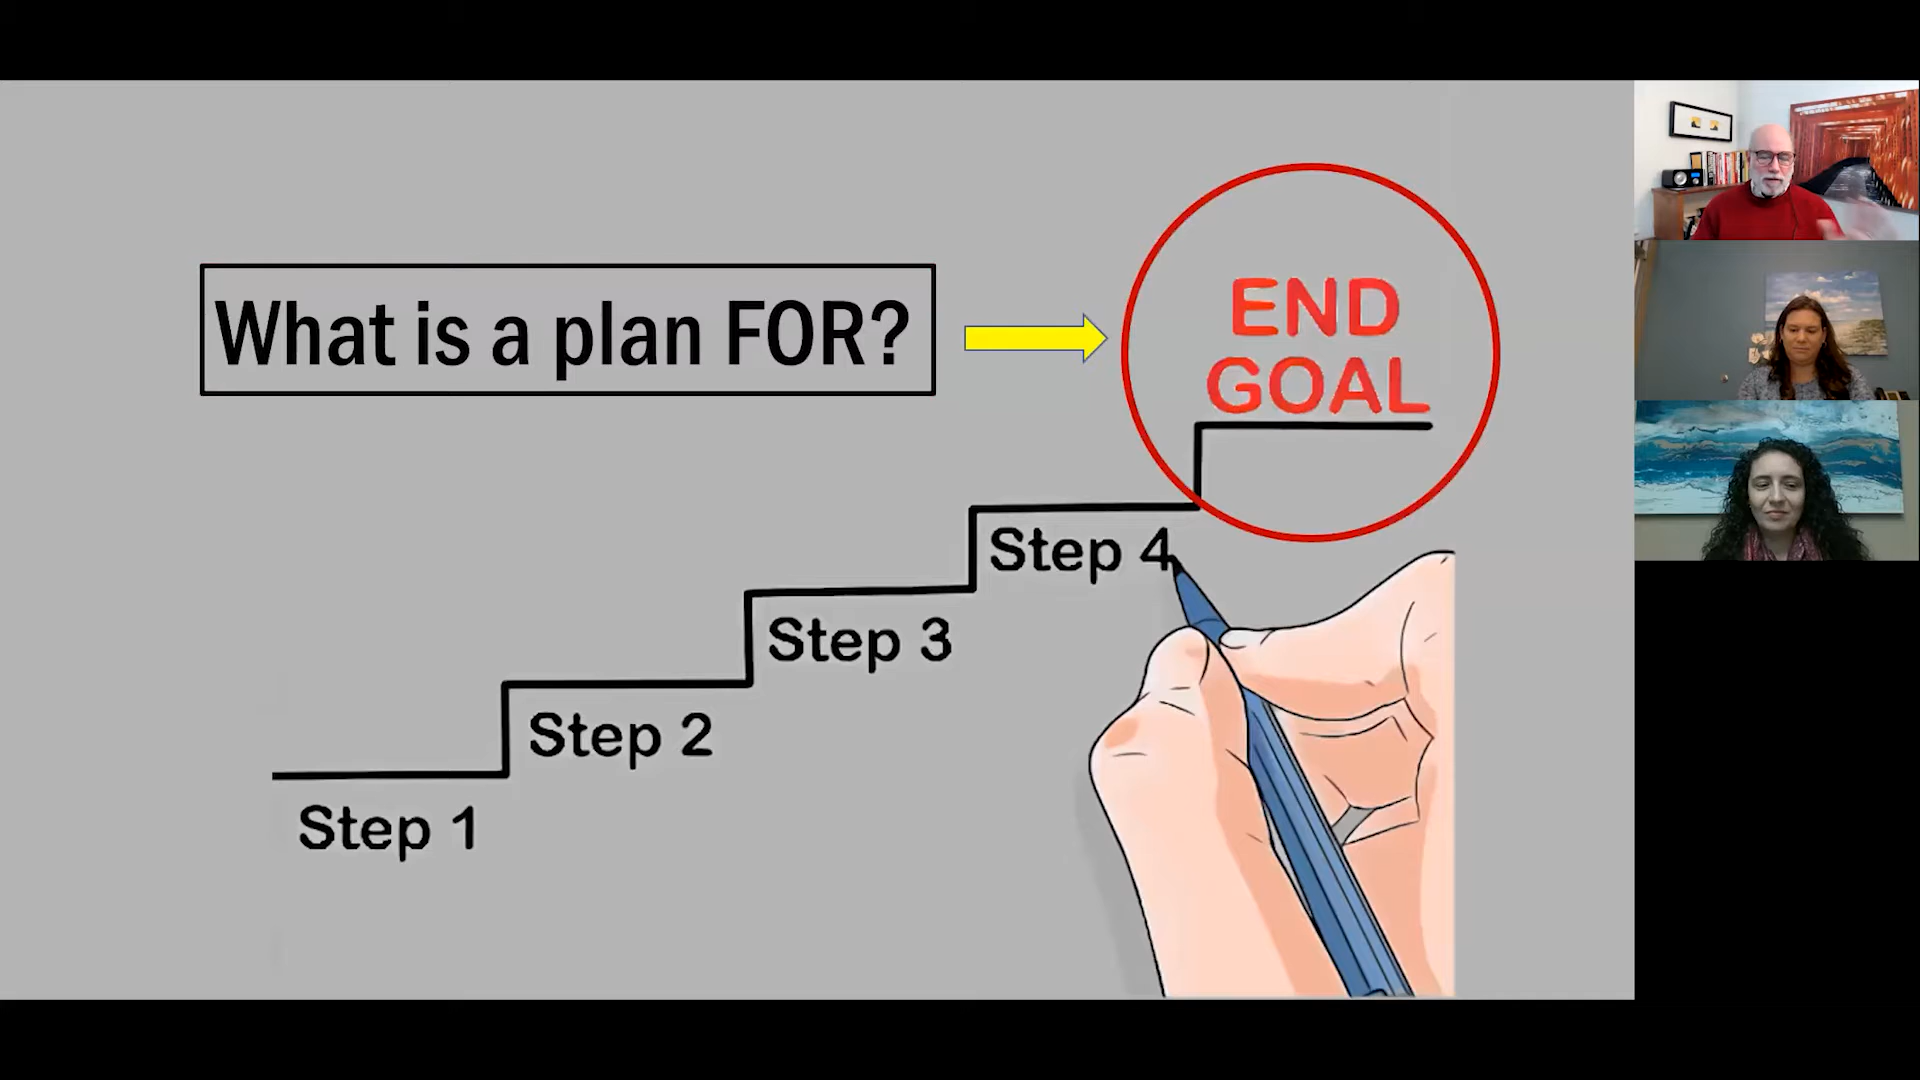 What is a plan FOR?
END
GOAL
Step 4
Step 3
Step 2
Step 1